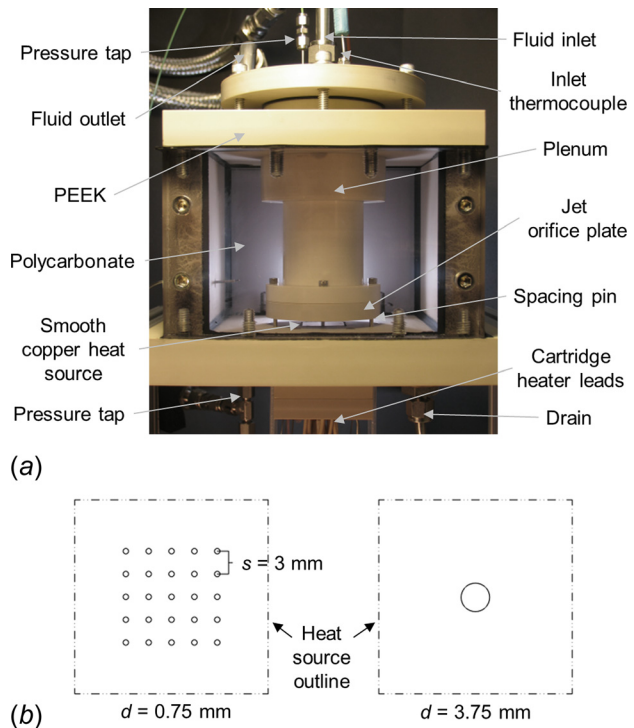 Pressure tap
Fluid outlet
PEEK
Polycarbonate
Smooth
copper heat
source
Pressure tap
Fluid inlet
Inlet
thermocouple
Plenum
Jet
orifice plate
Spacing pin
Cartridge
heater leads
Drain
(a)
s = 3 mm
Heat
source
outline
(b)
d = 0.75 mm
d = 3.75 mm